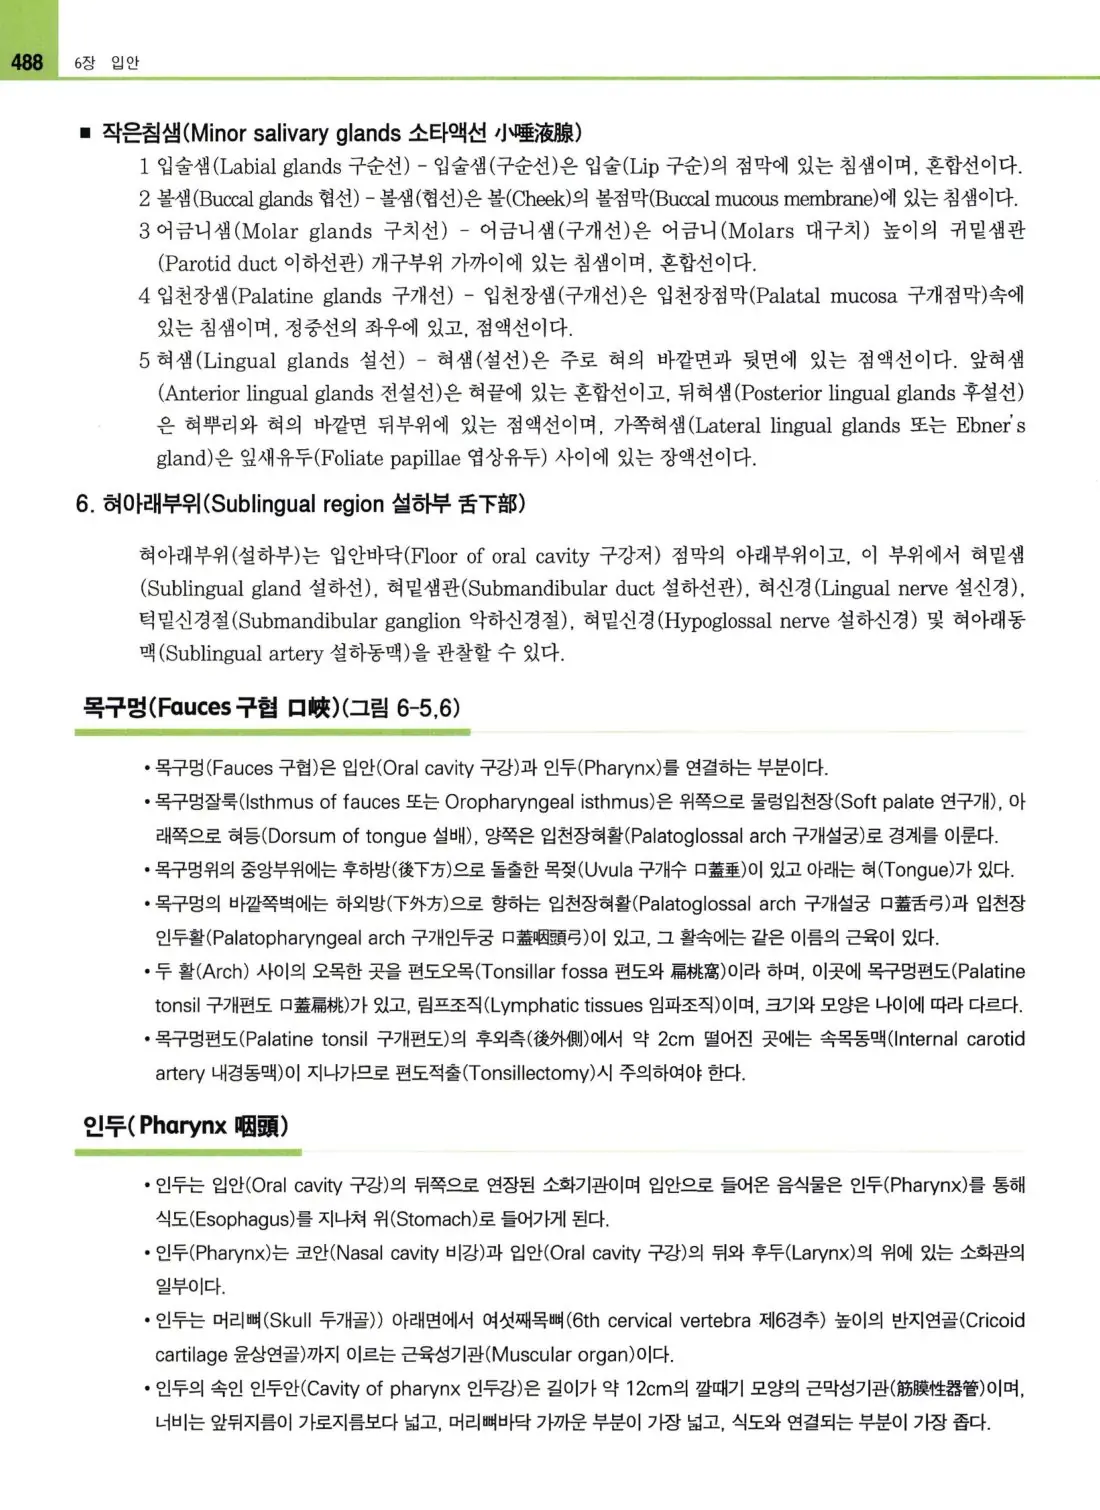 488 6장 입안
■ 작은침샘(Minor salivary glands 소타액선 小唾液腺)
1 입술샘(Labial glands 구순선) - 입술샘(구순선)은 입술(Lip 구순)의 점막에 있는 침샘이며, 혼합선이다.
2 볼샘(Buccal glands 협선) - 볼샘(협선)은 볼(Cheek)의 볼점막(Buccal mucous membrane)에 있는 침샘이다.
3 어금니샘(Molar glands 구치선) - 어금니샘(구개선)은 어금니(Molars 대구치) 높이의 귀밑샘관
(Parotid duct 이하선관) 개구부위 가까이에 있는 침샘이며, 혼합선이다.
4 입천장샘(Palatine glands 구개선) - 입천장샘(구개선)은 입천장점막(Palatal mucosa 구개점막)속에
있는 침샘이며, 정중선의 좌우에 있고, 점액선이다.
5 혀샘(Lingual glands 설선) - 혀샘(설선)은 주로 혀의 바깥면과 뒷면에 있는 점액선이다. 앞혀샘
(Anterior lingual glands 전설선)은 혀끝에 있는 혼합선이고, 뒤혀샘(Posterior lingual glands 후설선)
은 혀뿌리와 혀의 바깥면 뒤부위에 있는 점액선이며, 가쪽혀샘(Lateral lingual glands 또는 Ebner's
gland)은 잎새유두(Foliate papillae 엽상유두) 사이에 있는 장액선이다.
6. 혀아래부위(Sublingual region 설하부 舌下部)
혀아래부위(설하부)는 입안바닥(Floor of oral cavity 구강저) 점막의 아래부위이고, 이 부위에서 혀밑샘
(Sublingual gland 설하선), 혀밑샘관(Submandibular duct 설하선관), 혀신경(Lingual nerve 설신경),
턱밑신경절(Submandibular ganglion 악하신경절), 혀밑신경(Hypoglossal nerve 설하신경) 및 혀아래동
맥(Sublingual artery 설하동맥)을 관찰할 수 있다.
목구멍(Fauces 구협 口峽)(그림 6-5,6)
• 목구멍(Fauces 구협)은 입안(Oral cavity 구강)과 인두(Pharynx)를 연결하는 부분이다.
• 목구멍잘룩(Isthmus of fauces 또는 Oropharyngeal isthmus)은 위쪽으로 물렁입천장(Soft palate 연구개), 아
래쪽으로 혀등(Dorsum of tongue 설배), 양쪽은 입천장혀활(Palatoglossal arch 구개설궁)로 경계를 이룬다.
• 목구멍위의 중앙부위에는 후하방(後下方)으로 돌출한 목젖(Uvula 구개수 口蓋垂)이 있고 아래는 혀(Tongue)가 있다.
• 목구멍의 바깥쪽벽에는 하외방(下外方)으로 향하는 입천장혀활(Palatoglossal arch 구개설궁 口蓋舌弓)과 입천장
인두활(Palatopharyngeal arch 구개인두궁 口蓋咽頭弓)이 있고, 그 활속에는 같은 이름의 근육이 있다.
• 두 활(Arch) 사이의 오목한 곳을 편도오목(Tonsillar fossa 편도와 扁桃窩)이라 하며, 이곳에 목구멍편도(Palatine
tonsil 구개편도 口蓋扁桃)가 있고, 림프조직(Lymphatic tissues 임파조직)이며, 크기와 모양은 나이에 따라 다르다.
• 목구멍편도(Palatine tonsil 구개편도)의 후외측(後外側)에서 약 2cm 떨어진 곳에는 속목동맥(Internal carotid
artery 내경동맥)이 지나가므로 편도적출(Tonsillectomy)시 주의하여야 한다.
인두(Pharynx 咽頭)
• 인두는 입안(Oral cavity 구강)의 뒤쪽으로 연장된 소화기관이며 입안으로 들어온 음식물은 인두(Pharynx)를 통해
식도(Esophagus)를 지나쳐 위(Stomach)로 들어가게 된다.
• 인두(Pharynx)는 코안(Nasal cavity 비강)과 입안(Oral cavity 구강)의 뒤와 후두(Larynx)의 위에 있는 소화관의
일부이다.
• 인두는 머리뼈(Skull 두개골)) 아래면에서 여섯째목뼈(6th cervical vertebra 제6경추) 높이의 반지연골(Cricoid
cartilage 윤상연골)까지 이르는 근육성기관(Muscular organ)이다.
• 인두의 속인 인두안(Cavity of pharynx 인두강)은 길이가 약 12cm의 깔때기 모양의 근막성기관(筋膜性器管)이며,
너비는 앞뒤지름이 가로지름보다 넓고, 머리뼈바닥 가까운 부분이 가장 넓고, 식도와 연결되는 부분이 가장 좁다.